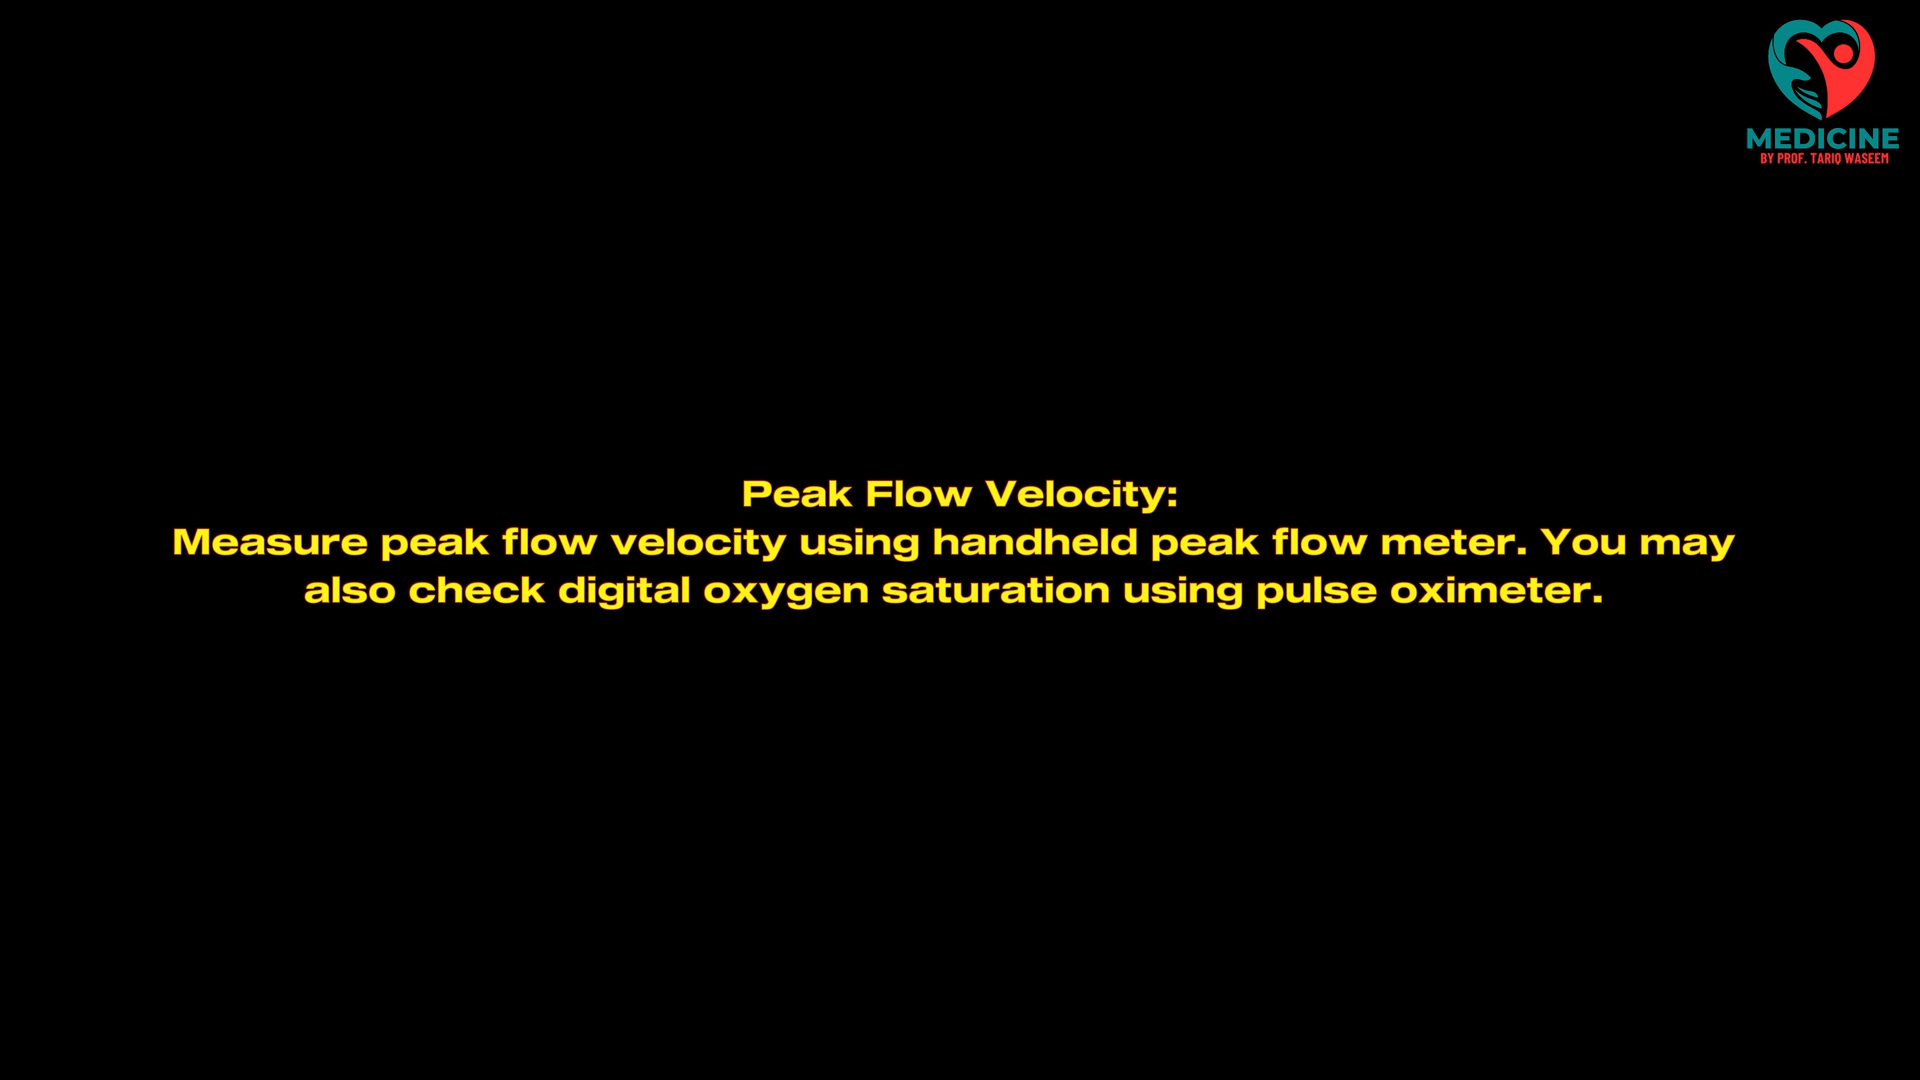 MEDICINE
BY PROF. TARIQ WASEEM
Peak Flow Velocity:
Measure peak flow velocity using handheld peak flow meter. You may
also check digital oxygen saturation using pulse oximeter.